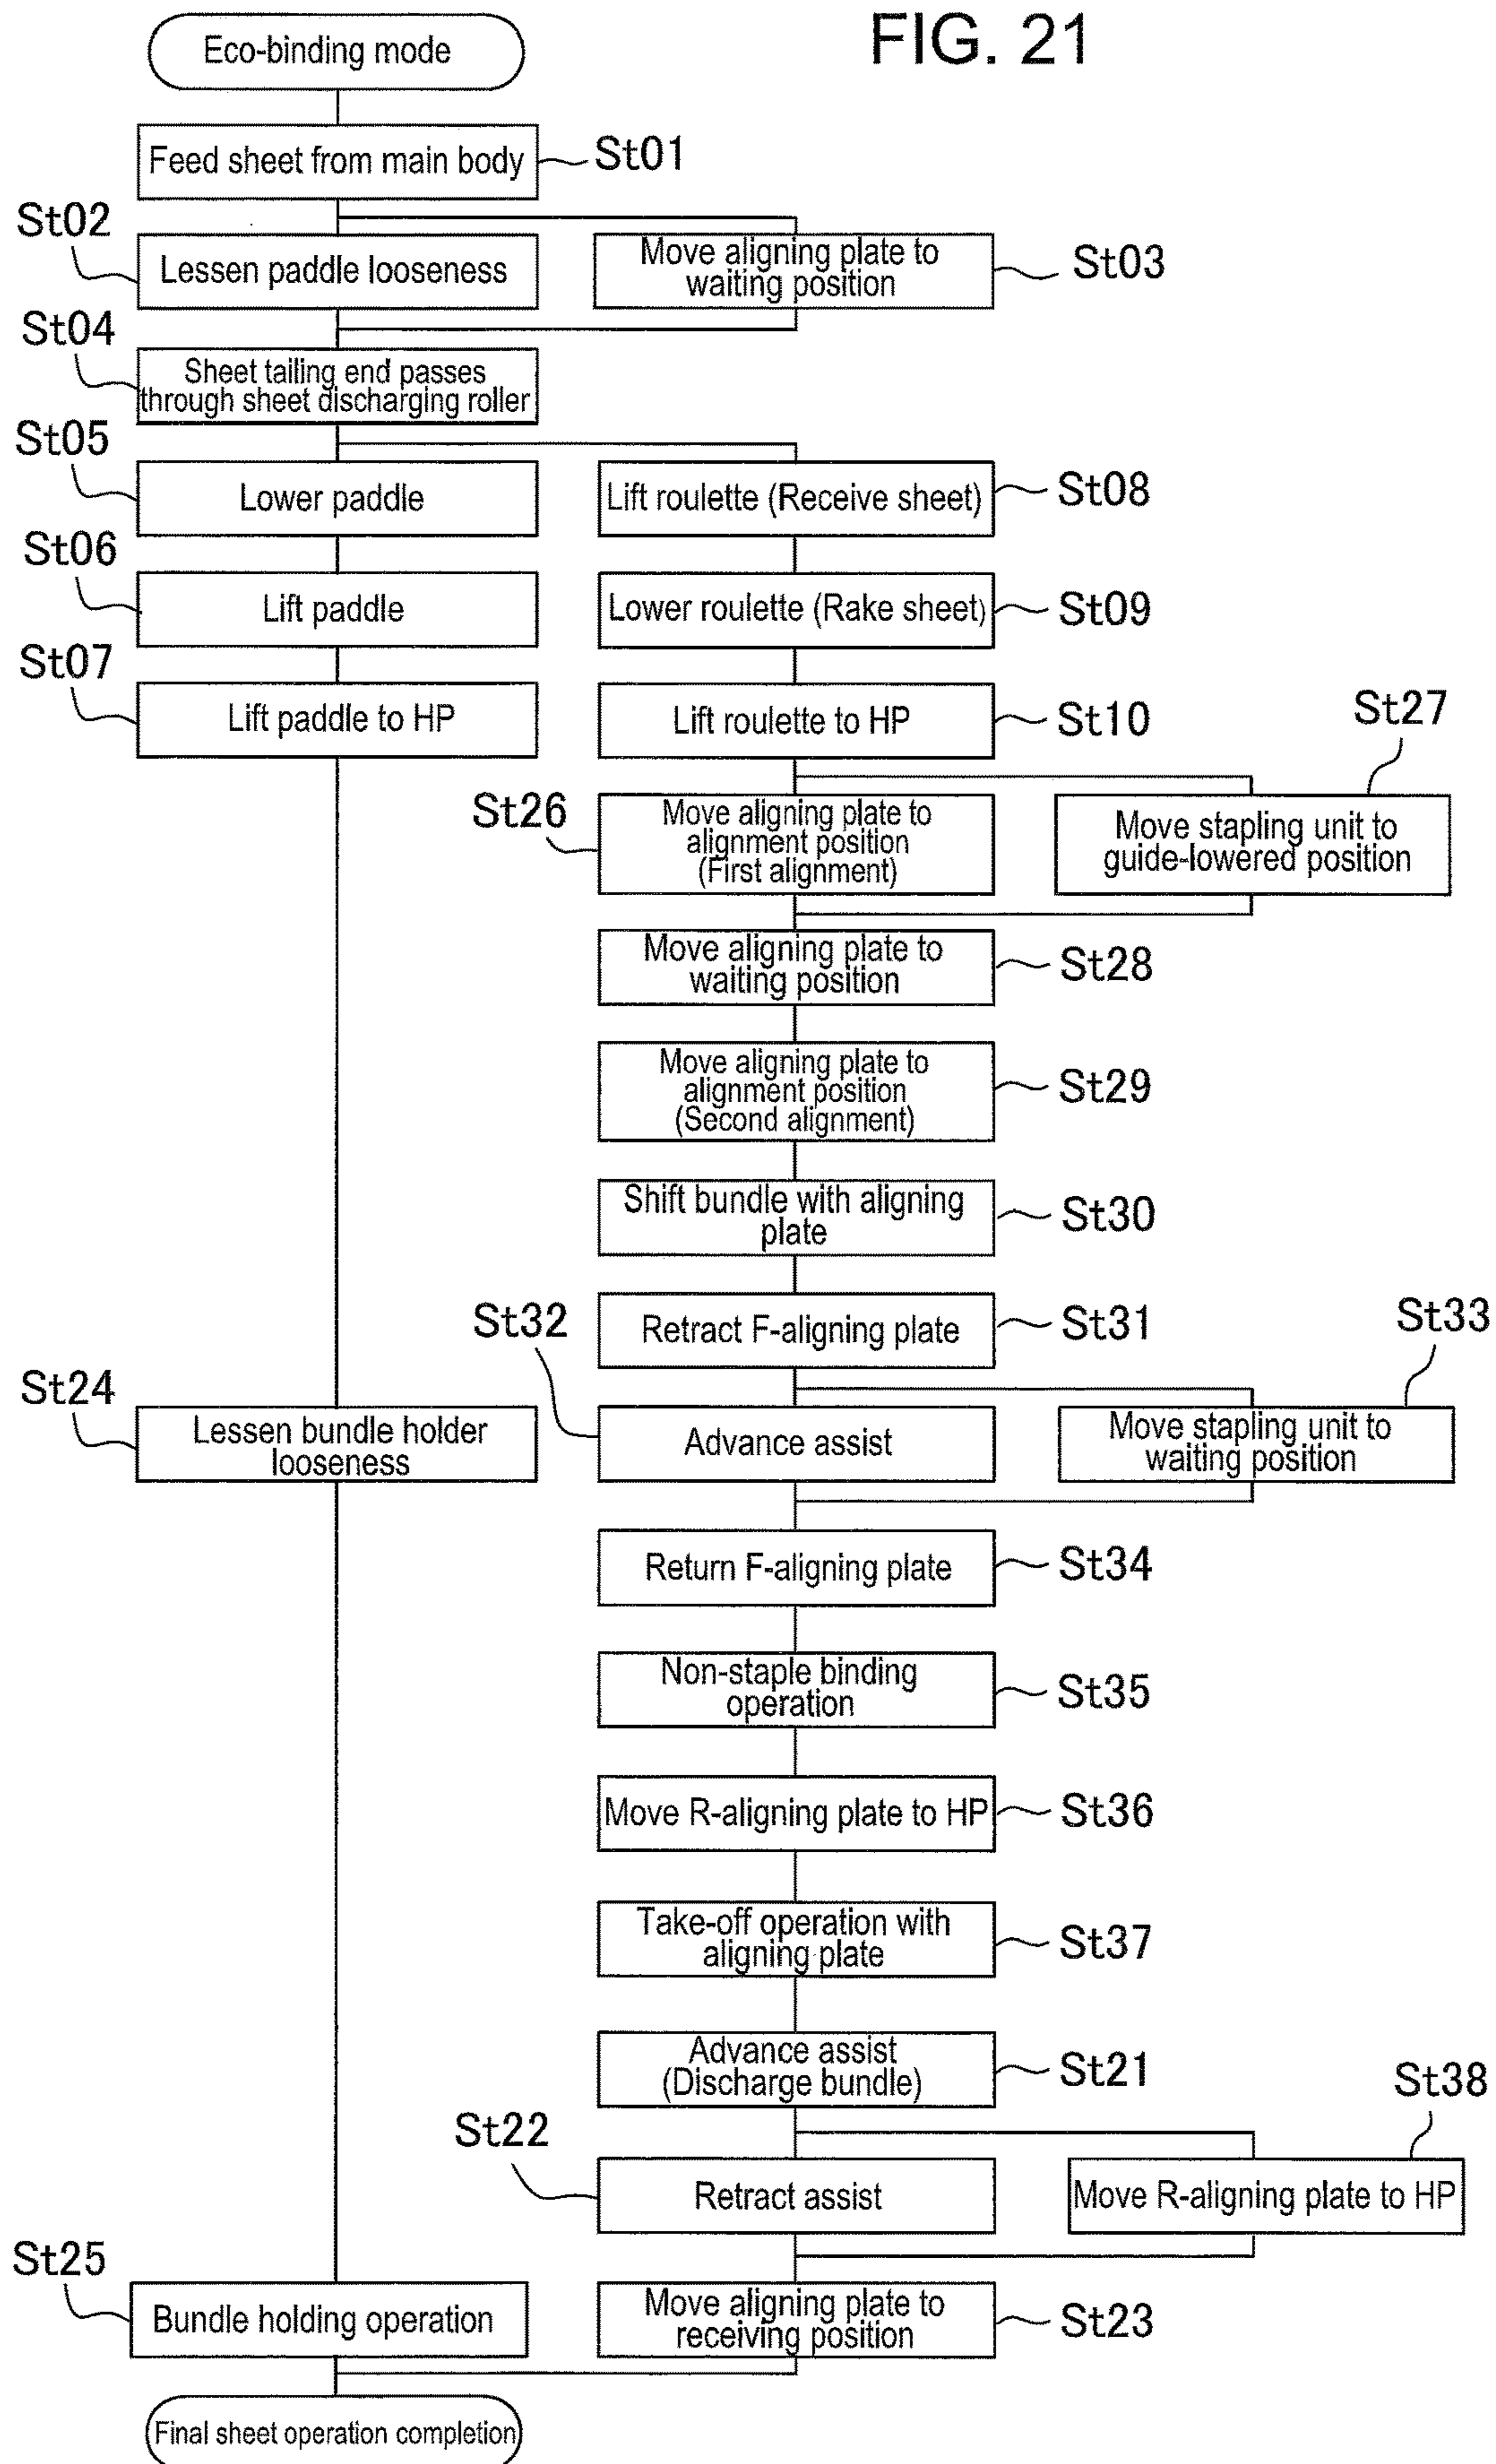 FIG. 21
Eco-binding mode
Feed sheet from main body
St01
St02
Lessen paddle looseness
Move aligning plate to
waiting position
St03
St04
Sheet tailing end passes
through sheet discharging roller
St05
Lower paddle
Lift roulette (Receive sheet)
St08
St06
Lift paddle
Lower roulette (Rake sheet)
St09
St07
Lift paddle to HP
Lift roulette to HP
St10
St27
St26
Move aligning plate to
alignment position
(First alignment)
Move stapling unit to
guide-lowered position
Move aligning plate to
waiting position
St28
Move aligning plate to
alignment position
(Second alignment)
St29
Shift bundle with aligning
plate
St30
St32
Retract F-aligning plate
St31
St33
St24
Lessen bundle holder
looseness
Advance assist
Move stapling unit to
waiting position
Return F-aligning plate
St34
Non-staple binding
operation
St35
Move R-aligning plate to HP
St36
Take-off operation with
aligning plate
St37
Advance assist
(Discharge bundle)
St21
St38
St22
Retract assist
Move R-aligning plate to HP
St25
Bundle holding operation
Move aligning plate to
receiving position
St23
Final sheet operation completion